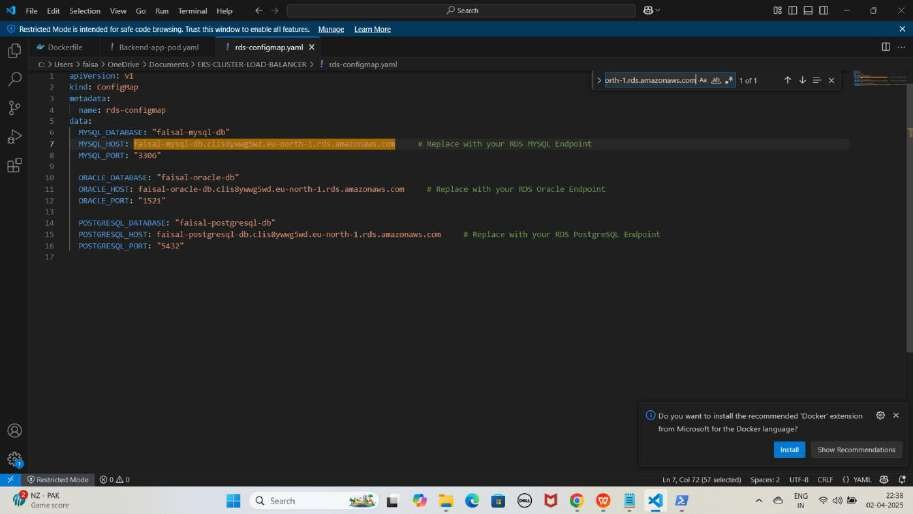 File Edit Selection View Go Run Terminal Help
Search
Restricted Mode is intended for safe code browsing. Trust this window to enable all features. Manage Learn More
Dockerfile Backend-app-pod.yaml rds-configmap.yaml
C: > Users > faisa > OneDrive > Documents > EKS-CLUSTER-LOAD-BALANCER > rds-configmap.yaml
orth-1.rds.amazonaws.com Aa ab 1 of 1
1 apiVersion: v1
2 kind: ConfigMap
3 metadata:
4 name: rds-configmap
5 data:
6 MYSQL_DATABASE: "faisal-mysql-db"
7 MYSQL_HOST: faisal-mysql-db.clis8ywwg5wd.eu-north-1.rds.amazonaws.com # Replace with your RDS MYSQL Endpoint
8 MYSQL_PORT: "3306"
9
10 ORACLE_DATABASE: "faisal-oracle-db"
11 ORACLE_HOST: faisal-oracle-db.clis8ywwg5wd.eu-north-1.rds.amazonaws.com # Replace with your RDS Oracle Endpoint
12 ORACLE_PORT: "1521"
13
14 POSTGRESQL_DATABASE: "faisal-postgresql-db"
15 POSTGRESQL_HOST: faisal-postgresql-db.clis8ywwg5wd.eu-north-1.rds.amazonaws.com # Replace with your RDS PostgreSQL Endpoint
16 POSTGRESQL_PORT: "5432"
17
Do you want to install the recommended 'Docker' extension
from Microsoft for the Docker language?
Install Show Recommendations
1
Restricted Mode 0 0 Ln 7, Col 72 (57 selected) Spaces: 2 UTF-8 CRLF {} YAML
2 NZ - PAK
Game score
Search
DELL
ENG
IN
22:38
02-04-2025